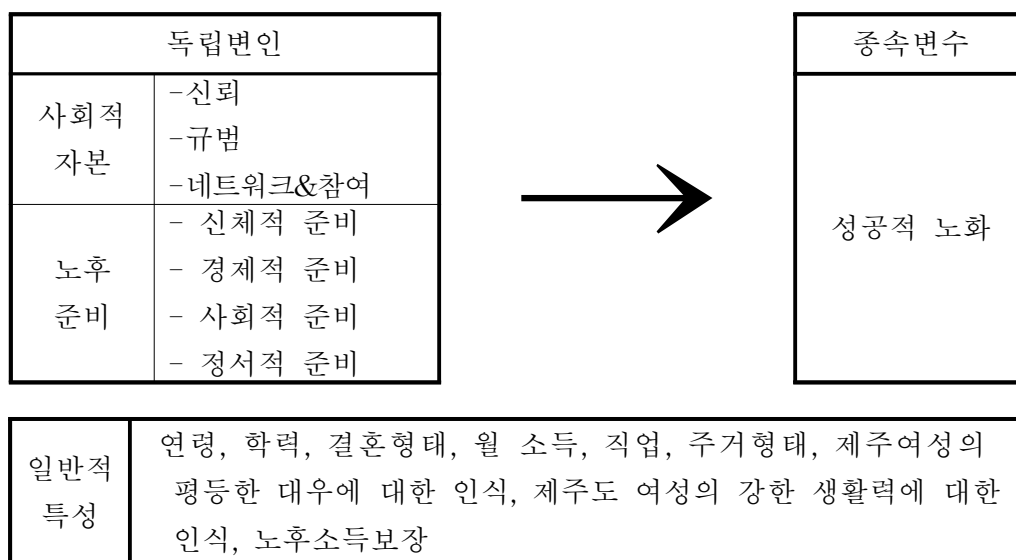 독립변인
종속변수
사회적
자본
-신뢰
-규범
-네트워크&참여
노후
준비
- 신체적 준비
- 경제적 준비
- 사회적 준비
- 정서적 준비
성공적 노화
일반적
특성
연령, 학력, 결혼형태, 월 소득, 직업, 주거형태, 제주여성의
평등한 대우에 대한 인식, 제주도 여성의 강한 생활력에 대한
인식, 노후소득보장